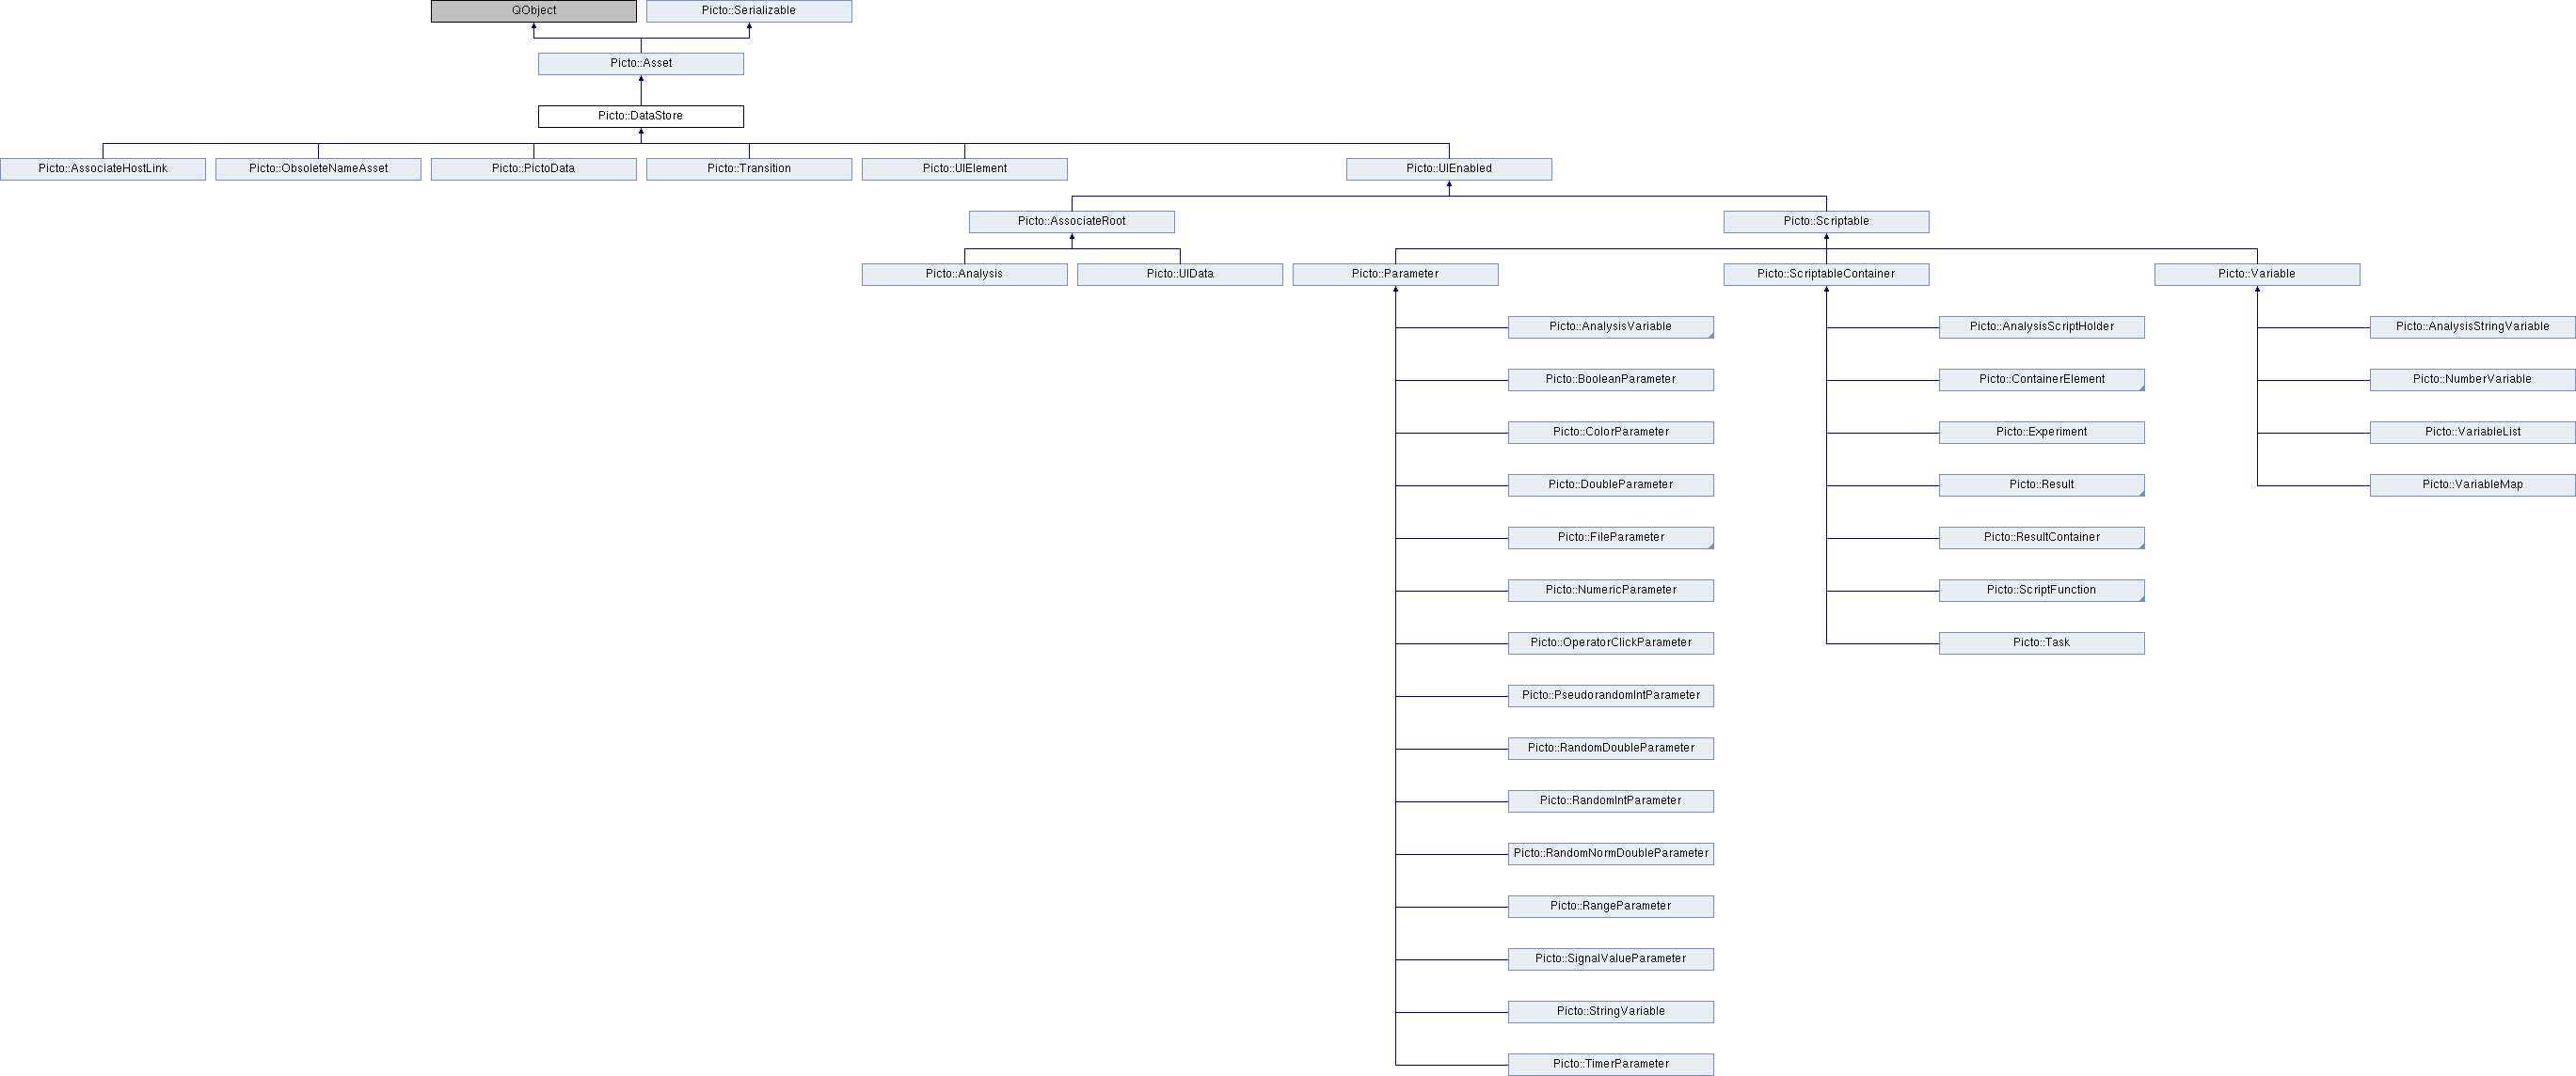 QObject
Picto::Serializable
Picto::Asset
Picto::DataStore
Picto::AssociateHostLink
Picto::ObsoleteNameAsset
Picto::PictoData
Picto::Transition
Picto::UIElement
Picto::UIEnabled
Picto::AssociateRoot
Picto::Scriptable
Picto::Analysis
Picto::UIData
Picto::Parameter
Picto::ScriptableContainer
Picto::Variable
Picto::AnalysisVariable
Picto::AnalysisScriptHolder
Picto::AnalysisStringVariable
Picto::BooleanParameter
Picto::ContainerElement
Picto::NumberVariable
Picto::ColorParameter
Picto::Experiment
Picto::VariableList
Picto::DoubleParameter
Picto::Result
Picto::VariableMap
Picto::FileParameter
Picto::ResultContainer
Picto::NumericParameter
Picto::ScriptFunction
Picto::OperatorClickParameter
Picto::Task
Picto::PseudorandomIntParameter
Picto::RandomDoubleParameter
Picto::RandomIntParameter
Picto::RandomNormDoubleParameter
Picto::RangeParameter
Picto::SignalValueParameter
Picto::StringVariable
Picto::TimerParameter